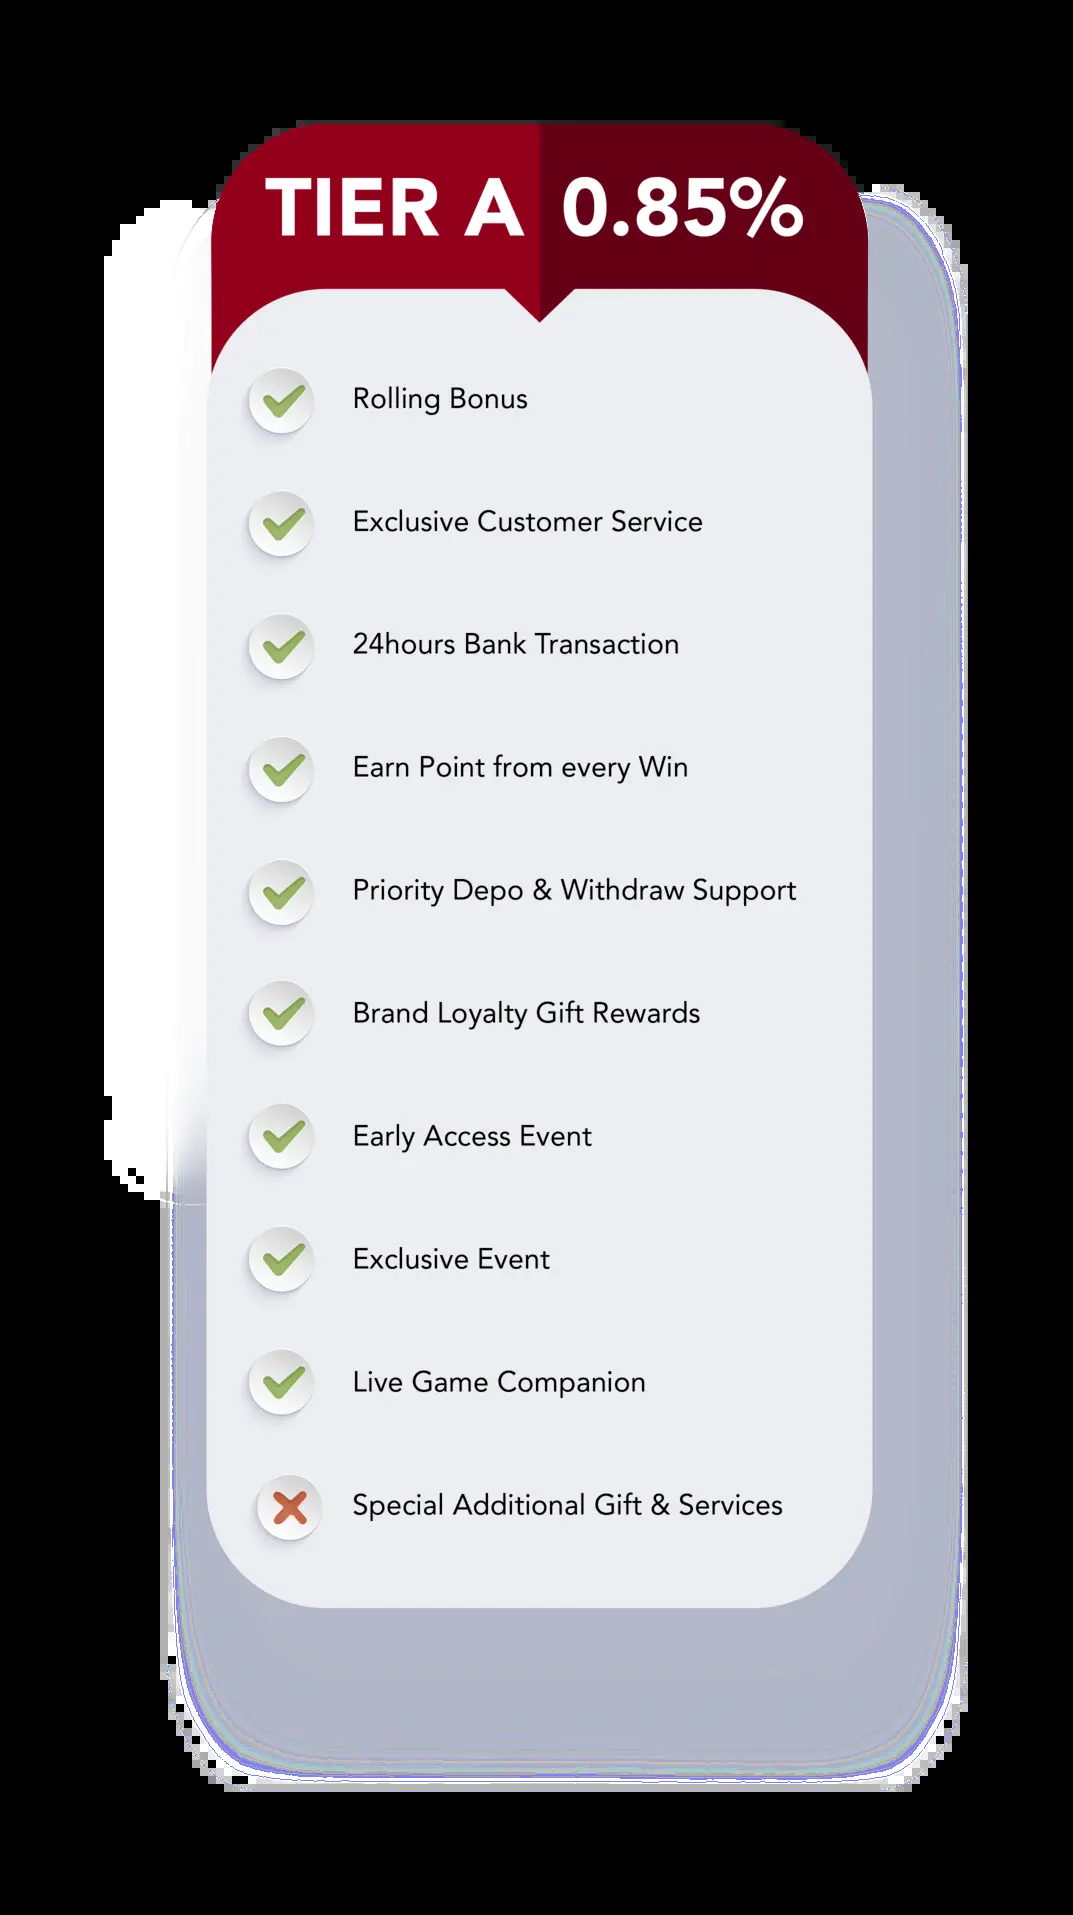 TIER A 0.85%
Rolling Bonus
Exclusive Customer Service
24hours Bank Transaction
Earn Point from every Win
Priority Depo & Withdraw Support
Brand Loyalty Gift Rewards
Early Access Event
Exclusive Event
Live Game Companion
Special Additional Gift & Services